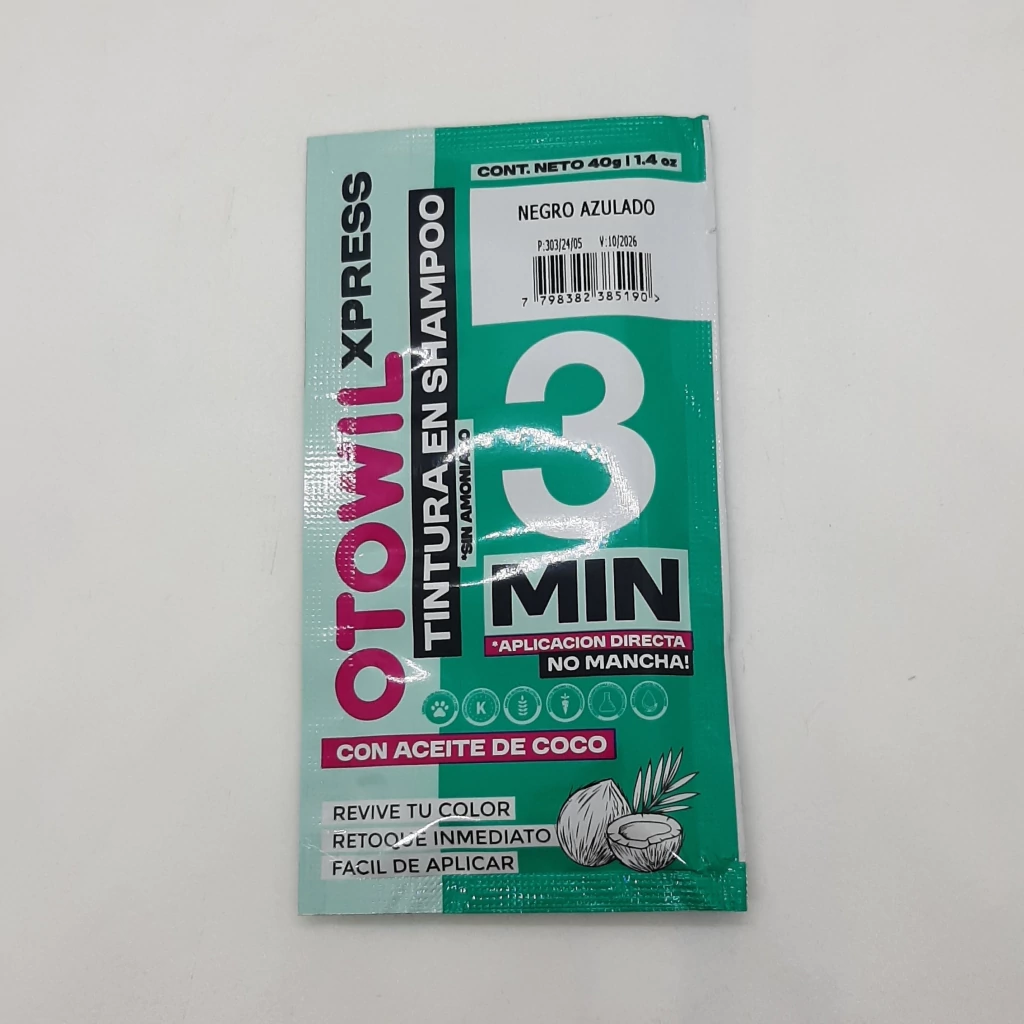 CONT. NETO 40g | 1.4 oz
NEGRO AZULADO
P:303/24/05 V:10/2026
7 798382 385190 >
OTOWIL XPRESS
TINTURA EN SHAMPOO
*SIN AMONIACO
3
MIN
*APLICACION DIRECTA
NO MANCHA!
K
CON ACEITE DE COCO
REVIVE TU COLOR
RETOQUE INMEDIATO
FACIL DE APLICAR